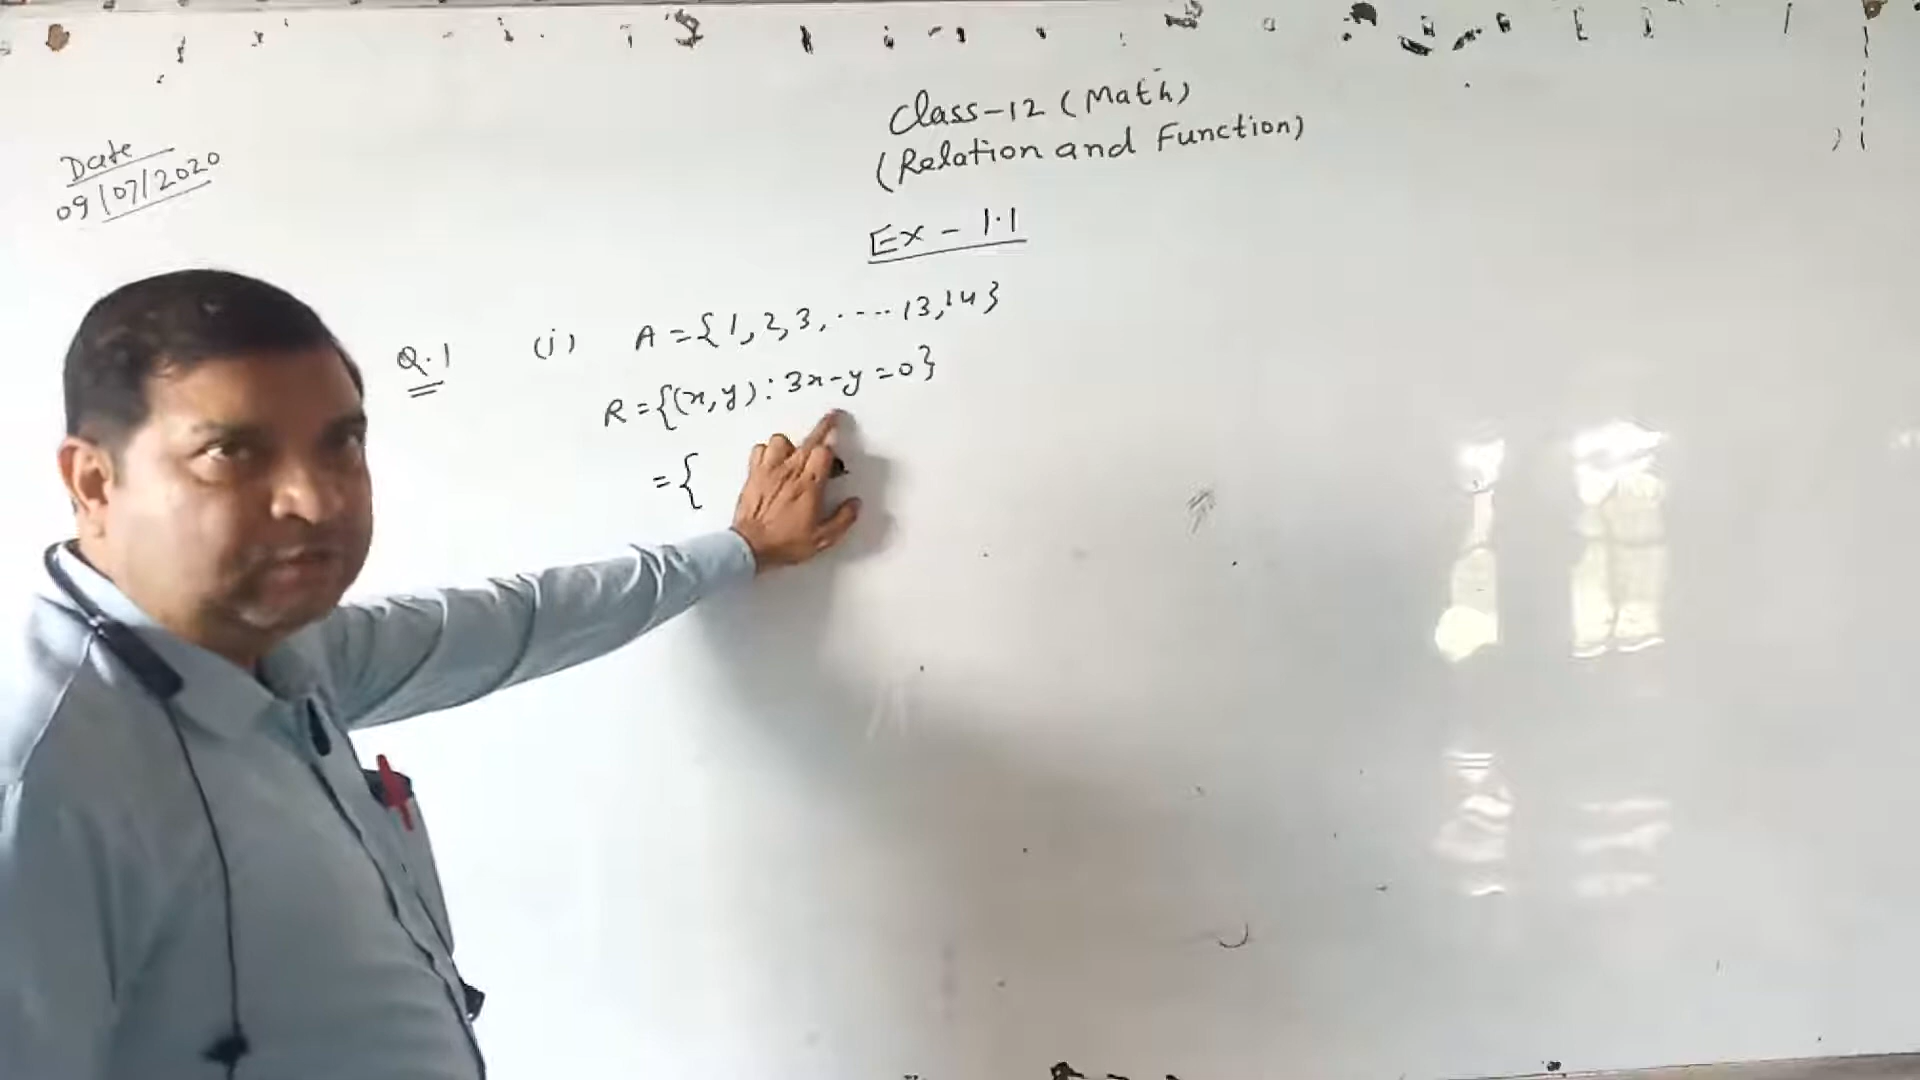 Class-12 (Math)
(Relation and Function)
Date
09/07/2020
Ex - 1.1
Q.1 (i) A={1,2,3,.....13,14}
R={(x,y):3x-y=0}
={